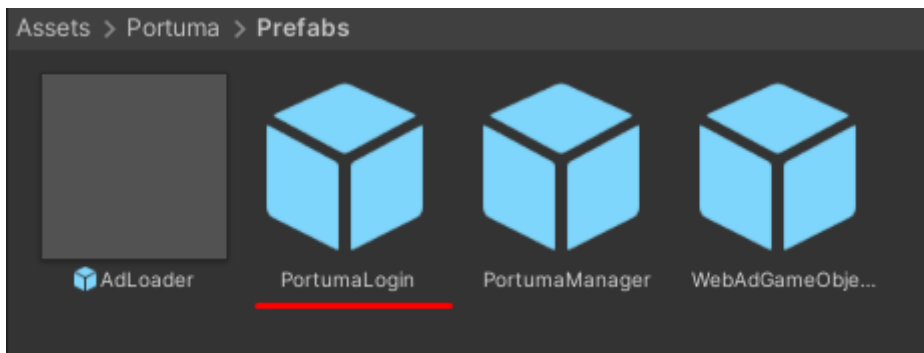 Assets > Portuma > Prefabs
AdLoader PortumaLogin PortumaManager WebAdGameObje...